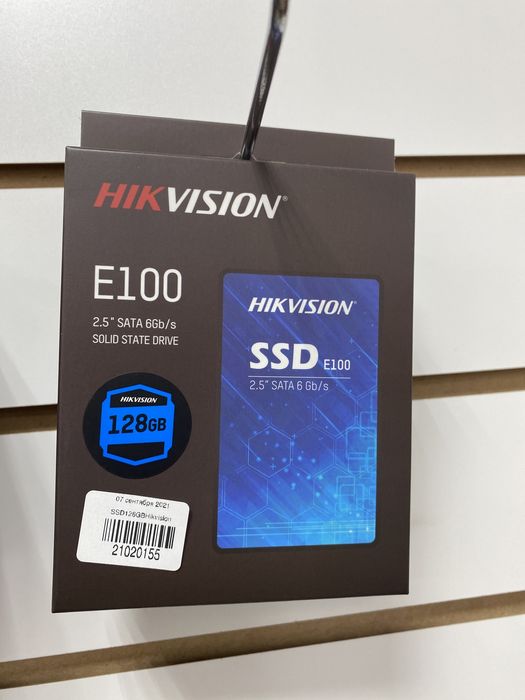 HIKVISION®
E100
2.5" SATA 6Gb/s
SOLID STATE DRIVE
HIKVISION
128GB
07 сентября 2021
SSD128GBHikvision
21020155
HIKVISION®
SSD E100
2.5" SATA 6 Gb/s